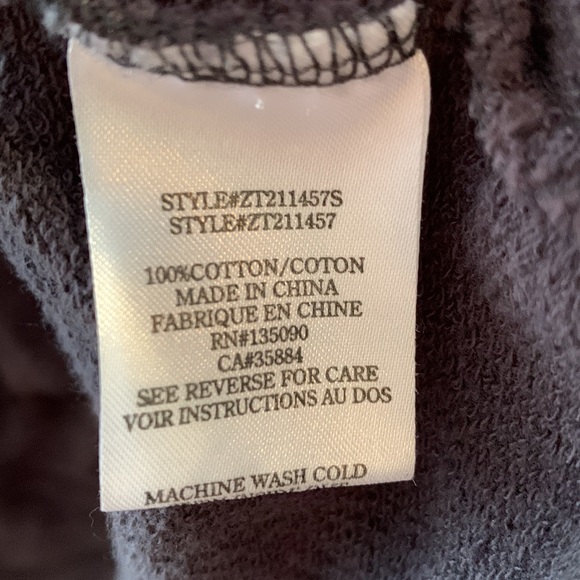 STYLE#ZT211457S
STYLE#ZT211457
100%COTTON/COTON
MADE IN CHINA
FABRIQUE EN CHINE
RN#135090
CA#35884
SEE REVERSE FOR CARE
VOIR INSTRUCTIONS AU DOS
MACHINE WASH COLD